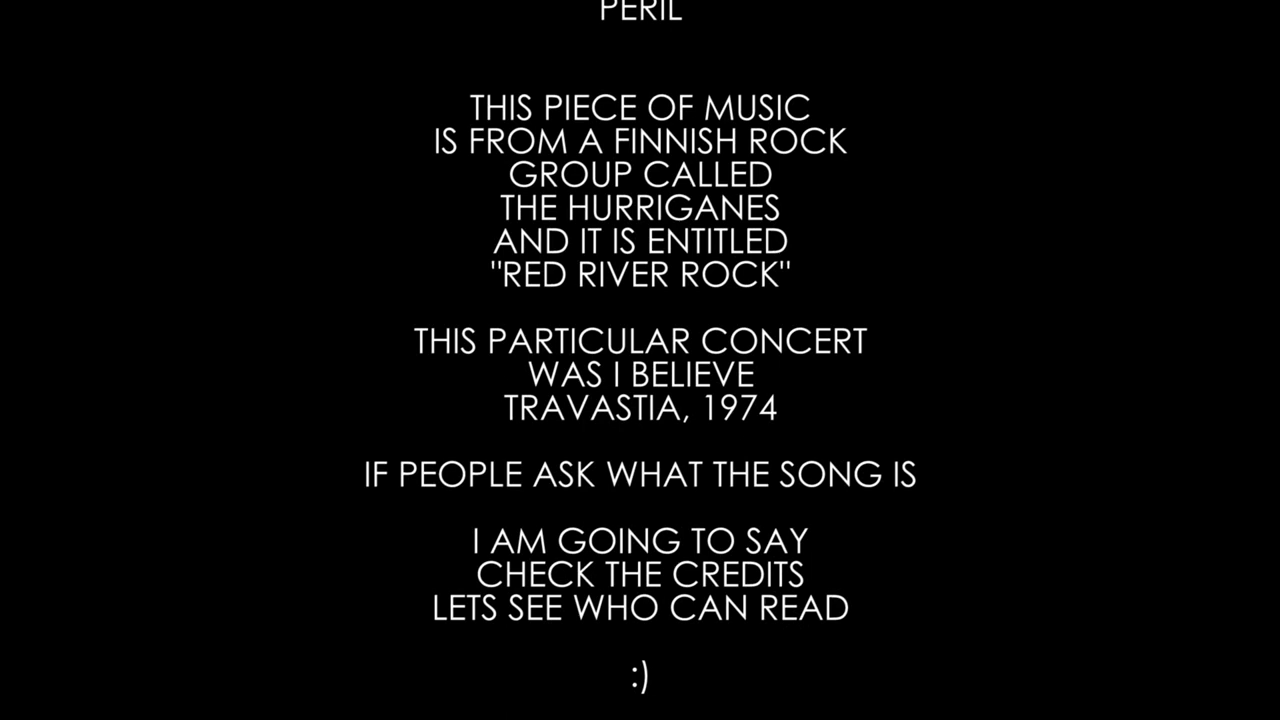 PERIL
THIS PIECE OF MUSIC
IS FROM A FINNISH ROCK
GROUP CALLED
THE HURRIGANES
AND IT IS ENTITLED
"RED RIVER ROCK"
THIS PARTICULAR CONCERT
WAS I BELIEVE
TRAVASTIA, 1974
IF PEOPLE ASK WHAT THE SONG IS
I AM GOING TO SAY
CHECK THE CREDITS
LETS SEE WHO CAN READ
:)